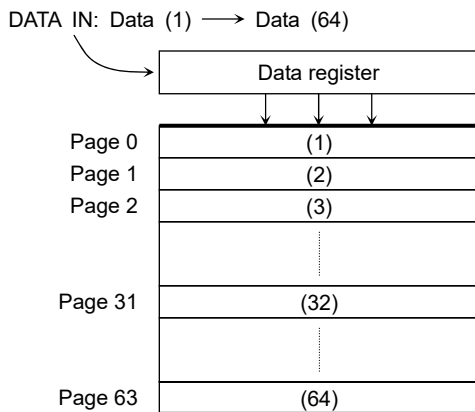 DATA IN: Data (1) → Data (64)
Data register
Page 0 (1)
Page 1 (2)
Page 2 (3)
Page 31 (32)
Page 63 (64)